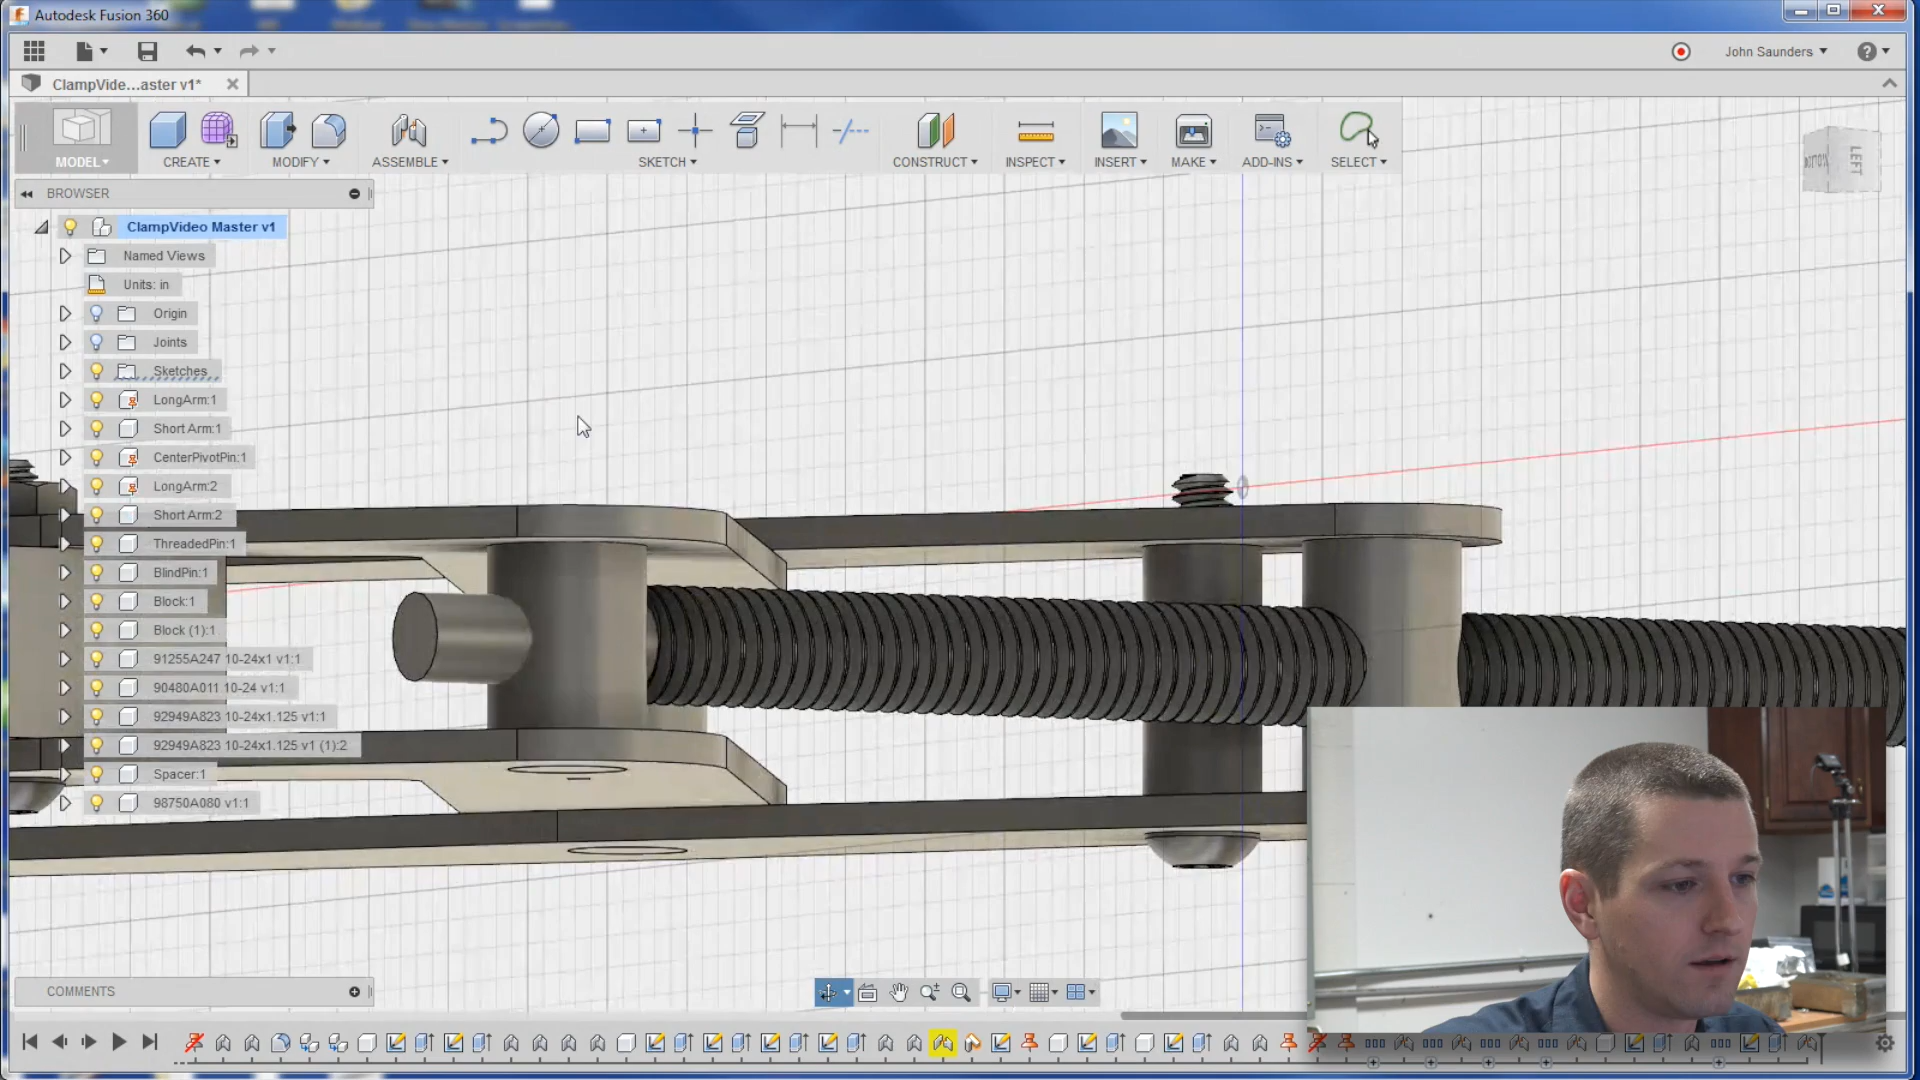 Autodesk Fusion 360
John Saunders
ClampVide...aster v1*
MODEL
CREATE
MODIFY
ASSEMBLE
SKETCH
CONSTRUCT
INSPECT
INSERT
MAKE
ADD-INS
SELECT
LEFT
BROWSER
ClampVideo Master v1
Named Views
Units: in
Origin
Joints
Sketches
LongArm:1
Short Arm:1
CenterPivotPin:1
LongArm:2
Short Arm:2
ThreadedPin:1
BlindPin:1
Block:1
Block (1):1
91255A247 10-24x1 v1:1
90480A011 10-24 v1:1
92949A823 10-24x1.125 v1:1
92949A823 10-24x1.125 v1 (1):2
Spacer:1
98750A080 v1:1
COMMENTS